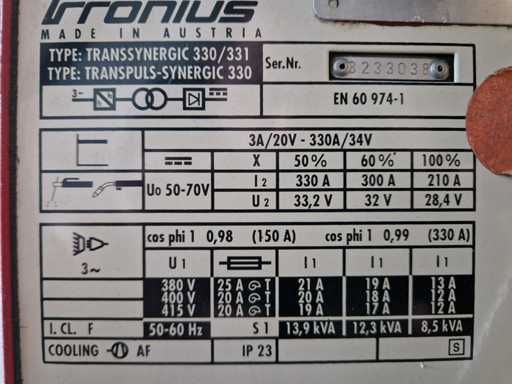 Fronius
MADE IN AUSTRIA
TYPE: TRANSSYNERGIC 330/331
TYPE: TRANSPULS-SYNERGIC 330
Ser.Nr. 8233038
3~
EN 60 974-1
3A/20V - 330A/34V
X 50% 60%* 100%
U0 50-70V I2 330 A 300 A 210 A
U2 33,2 V 32 V 28,4 V
cos phi 1 0,98 (150 A) cos phi 1 0,99 (330 A)
3~ U1 I1 I1 I1
380 V 25 A T 21 A 19 A 13 A
400 V 20 A T 20 A 18 A 12 A
415 V 20 A T 19 A 17 A 12 A
I. CL. F 50-60 Hz S1 13,9 kVA 12,3 kVA 8,5 kVA
COOLING AF IP 23 S